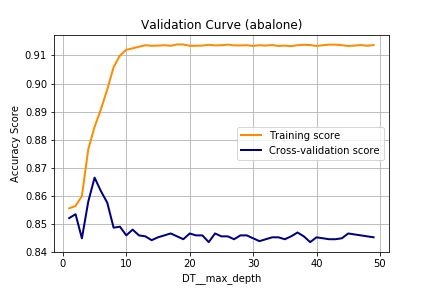 Validation Curve (abalone)
Accuracy Score
0.91
0.90
0.89
0.88
0.87
0.86
0.85
0.84
Training score
Cross-validation score
0 10 20 30 40 50
DT__max_depth